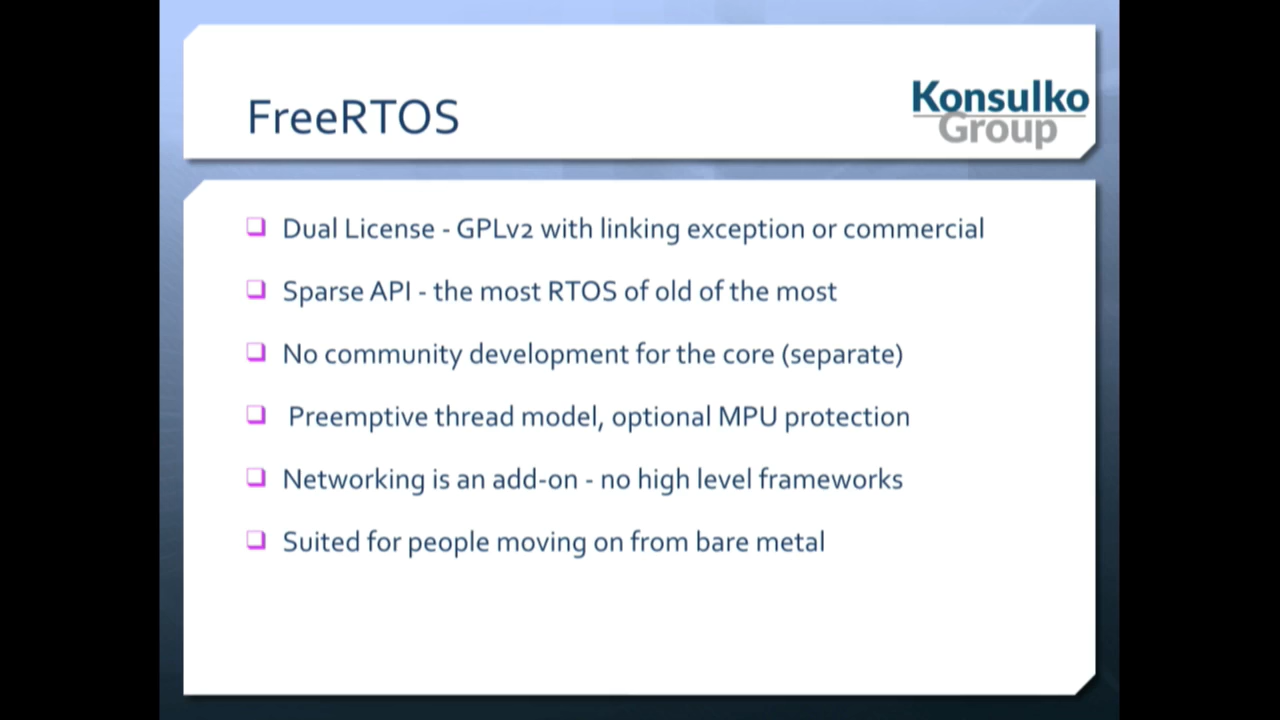 FreeRTOS
Konsulko
Group
Dual License - GPLv2 with linking exception or commercial
Sparse API - the most RTOS of old of the most
No community development for the core (separate)
Preemptive thread model, optional MPU protection
Networking is an add-on - no high level frameworks
Suited for people moving on from bare metal